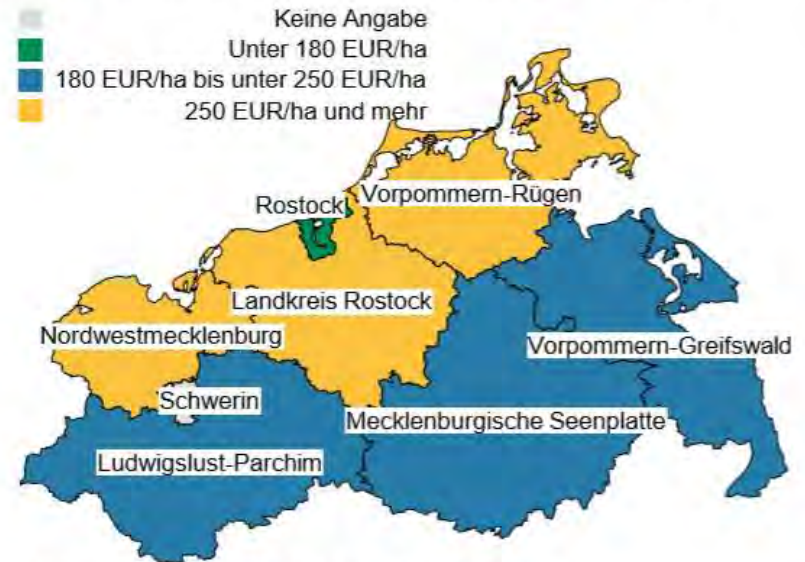 Keine Angabe
Unter 180 EUR/ha
180 EUR/ha bis unter 250 EUR/ha
250 EUR/ha und mehr
Vorpommern-Rügen
Rostock
Landkreis Rostock
Nordwestmecklenburg
Vorpommern-Greifswald
Schwerin
Mecklenburgische Seenplatte
Ludwigslust-Parchim